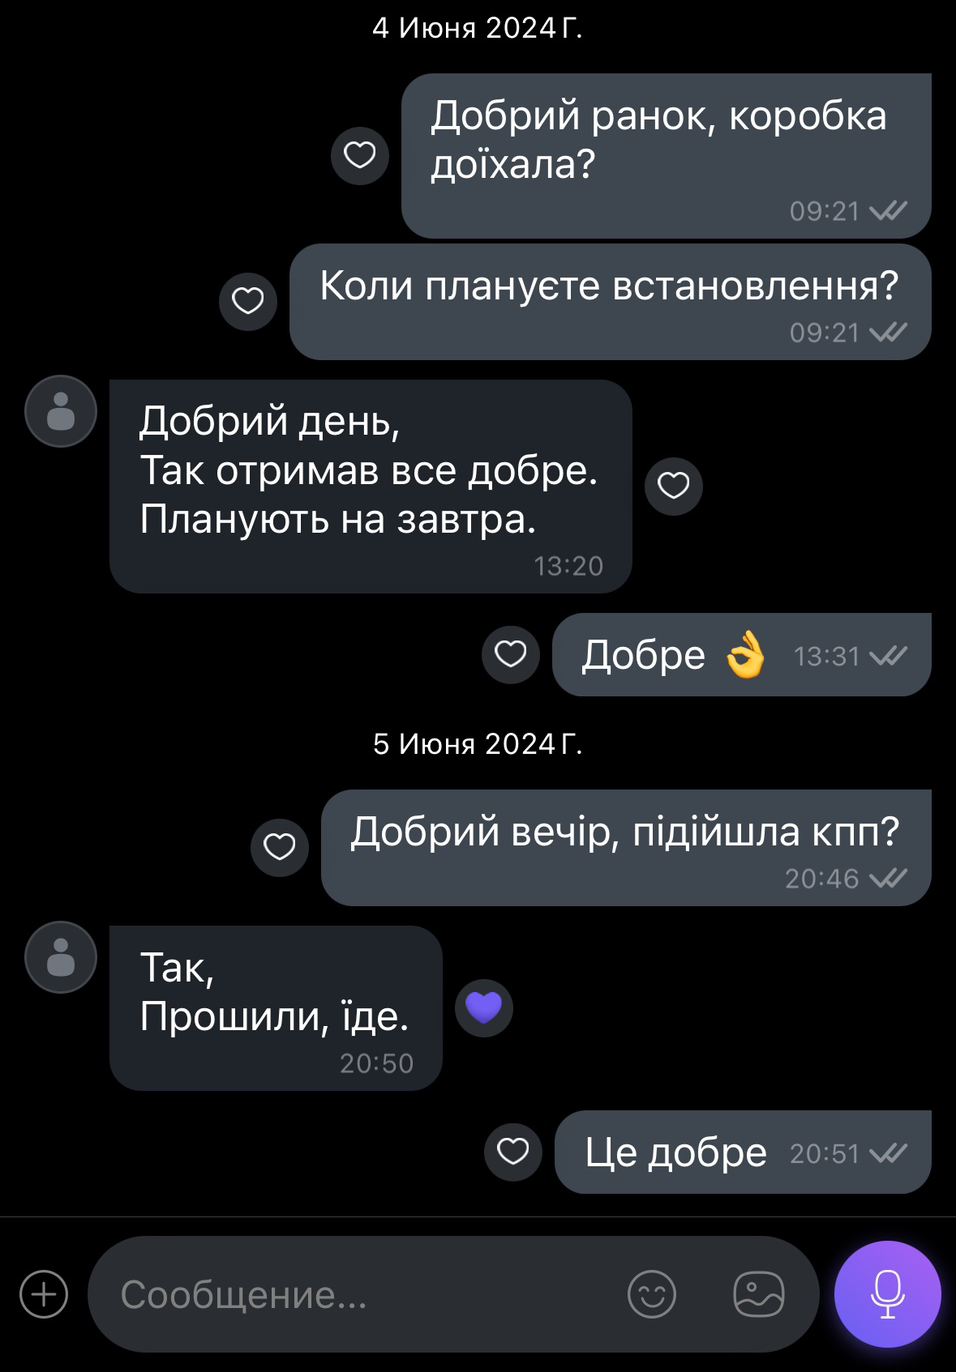 4 Июня 2024 Г.
Добрий ранок, коробка
доїхала?
09:21
Коли плануєте встановлення?
09:21
Добрий день,
Так отримав все добре.
Планують на завтра.
13:20
Добре 👌 13:31
5 Июня 2024 Г.
Добрий вечір, підійшла кпп?
20:46
Так,
Прошили, їде.
20:50
Це добре 20:51
Сообщение...